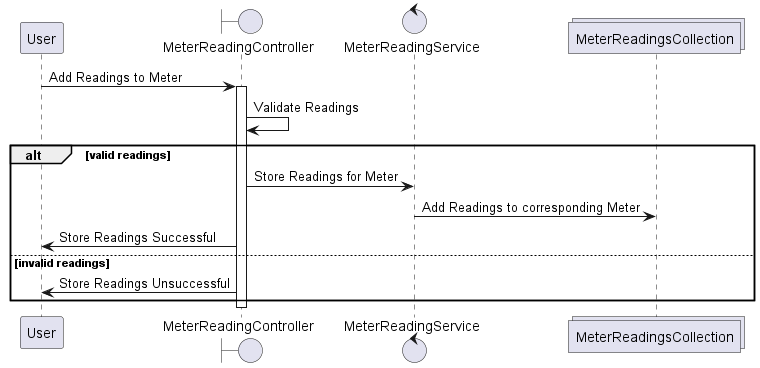 User
MeterReadingController
MeterReadingService
MeterReadingsCollection
Add Readings to Meter
Validate Readings
alt
[valid readings]
Store Readings for Meter
Add Readings to corresponding Meter
Store Readings Successful
[invalid readings]
Store Readings Unsuccessful
User
MeterReadingController
MeterReadingService
MeterReadingsCollection